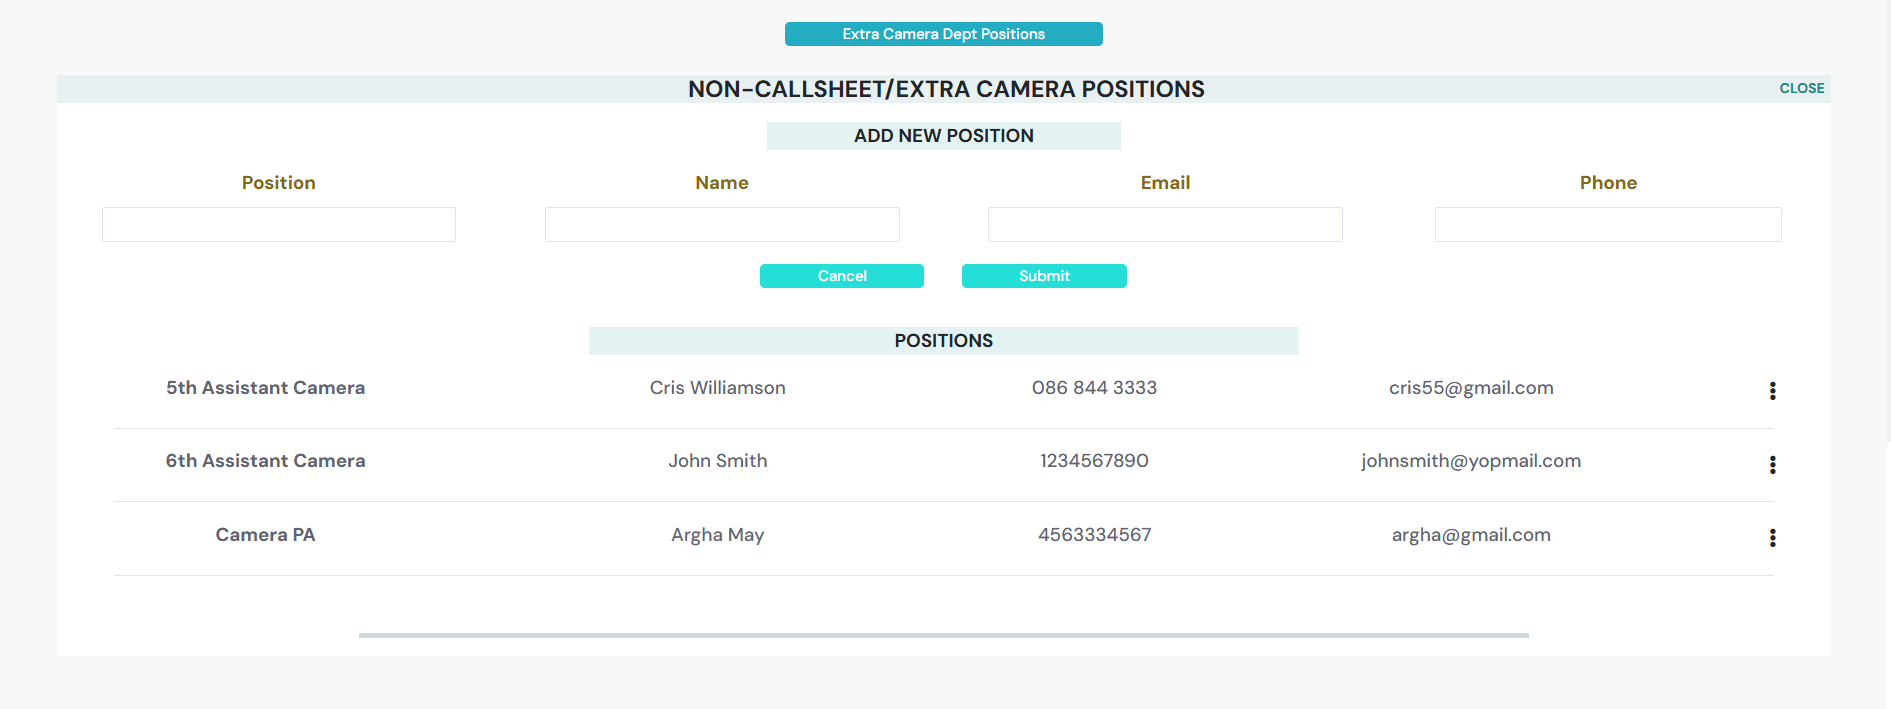 Extra Camera Dept Positions
NON-CALLSHEET/EXTRA CAMERA POSITIONS CLOSE
ADD NEW POSITION
Position Name Email Phone
Cancel Submit
POSITIONS
5th Assistant Camera Cris Williamson 086 844 3333 cris55@gmail.com
6th Assistant Camera John Smith 1234567890 johnsmith@yopmail.com
Camera PA Argha May 4563334567 argha@gmail.com